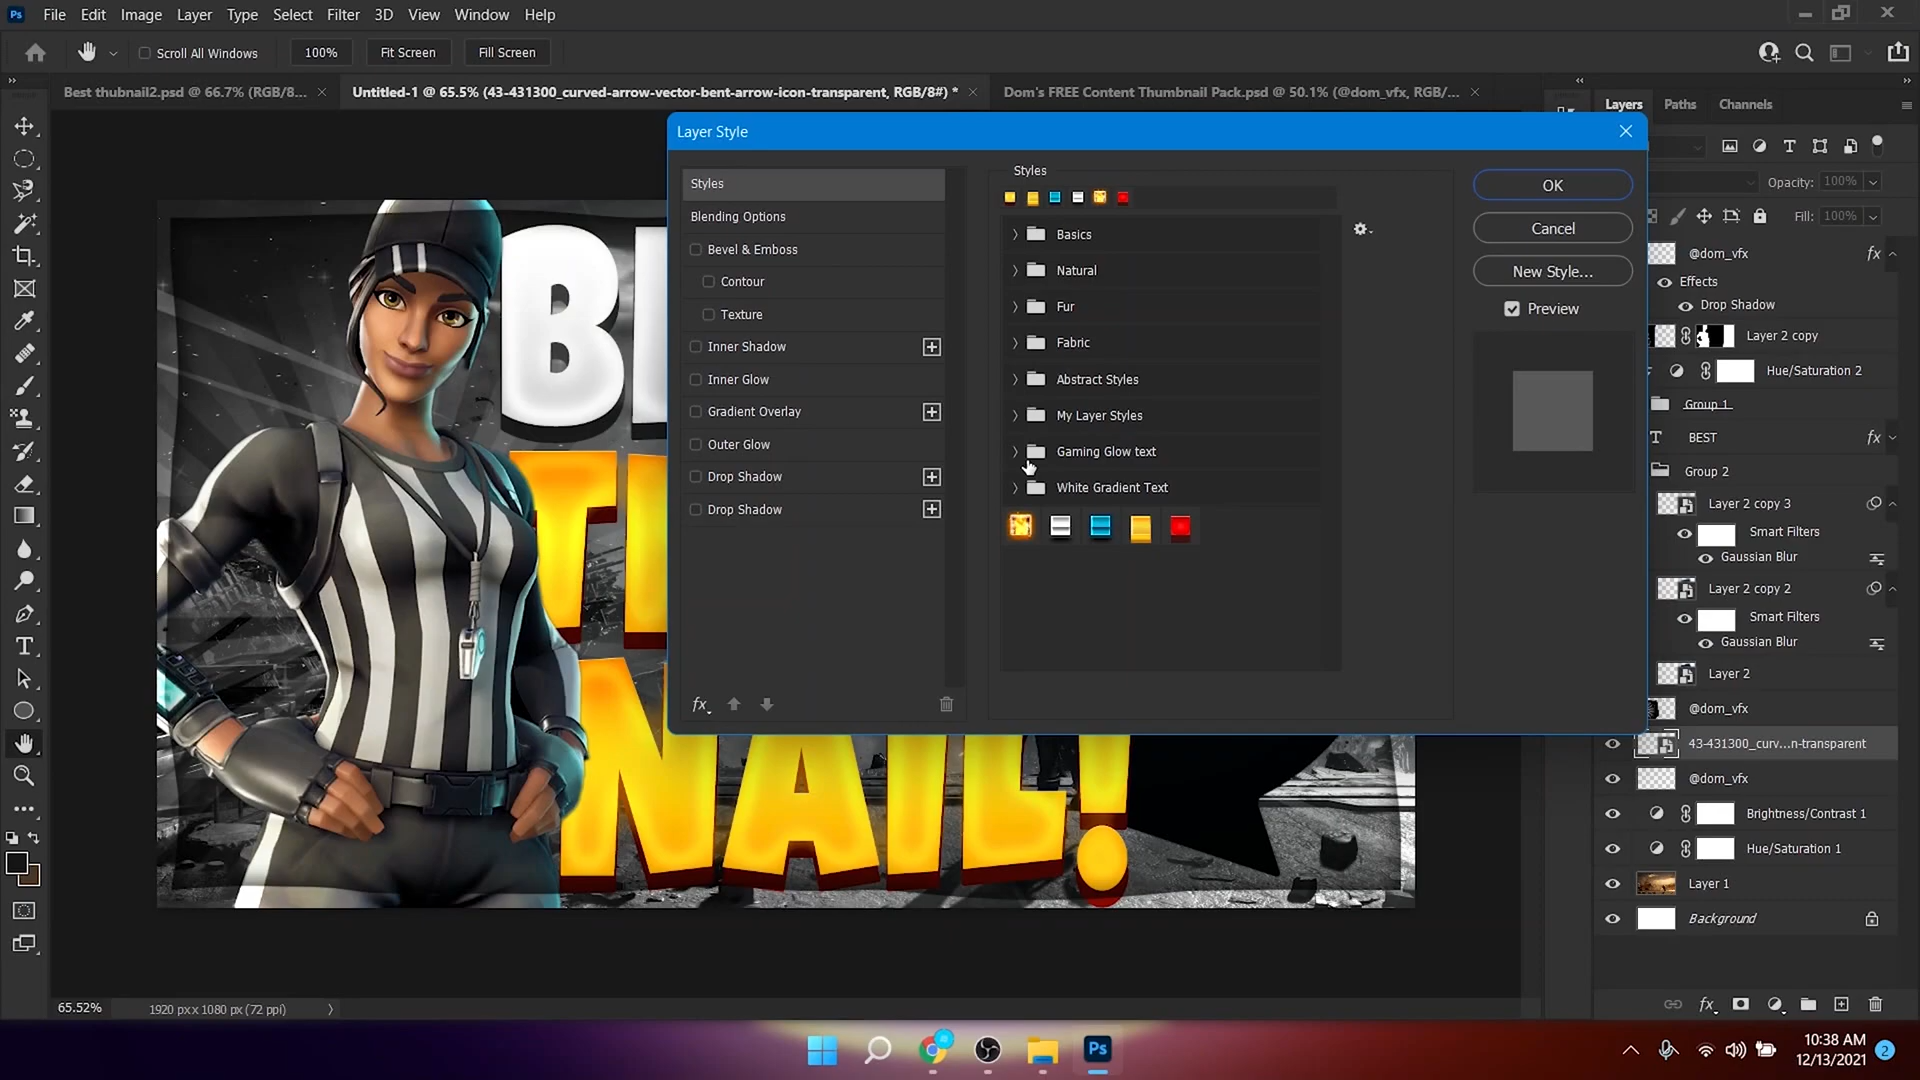 Ps File Edit Image Layer Type Select Filter 3D View Window Help
Scroll All Windows 100% Fit Screen Fill Screen
Best thubnail2.psd @ 66.7% (RGB/8... × Untitled-1 @ 65.5% (43-431300_curved-arrow-vector-bent-arrow-icon-transparent, RGB/8#) * × Dom's FREE Content Thumbnail Pack.psd @ 50.1% (@dom_vfx, RGB/... ×
Layers Paths Channels
Layer Style
Styles
Blending Options
Bevel & Emboss
Contour
Texture
Inner Shadow
Inner Glow
Gradient Overlay
Outer Glow
Drop Shadow
Drop Shadow
fx
Styles
Basics
Natural
Fur
Fabric
Abstract Styles
My Layer Styles
Gaming Glow text
White Gradient Text
OK
Cancel
New Style...
Preview
Opacity: 100%
Fill: 100%
@dom_vfx fx
Effects
Drop Shadow
Layer 2 copy
Hue/Saturation 2
Group 1
T BEST fx
Group 2
Layer 2 copy 3
Smart Filters
Gaussian Blur
Layer 2 copy 2
Smart Filters
Gaussian Blur
Layer 2
@dom_vfx
43-431300_curv...n-transparent
@dom_vfx
Brightness/Contrast 1
Hue/Saturation 1
Layer 1
Background
fx
NAIL!
65.52% 1920 px x 1080 px (72 ppi)
Ps
10:38 AM
12/13/2021
2